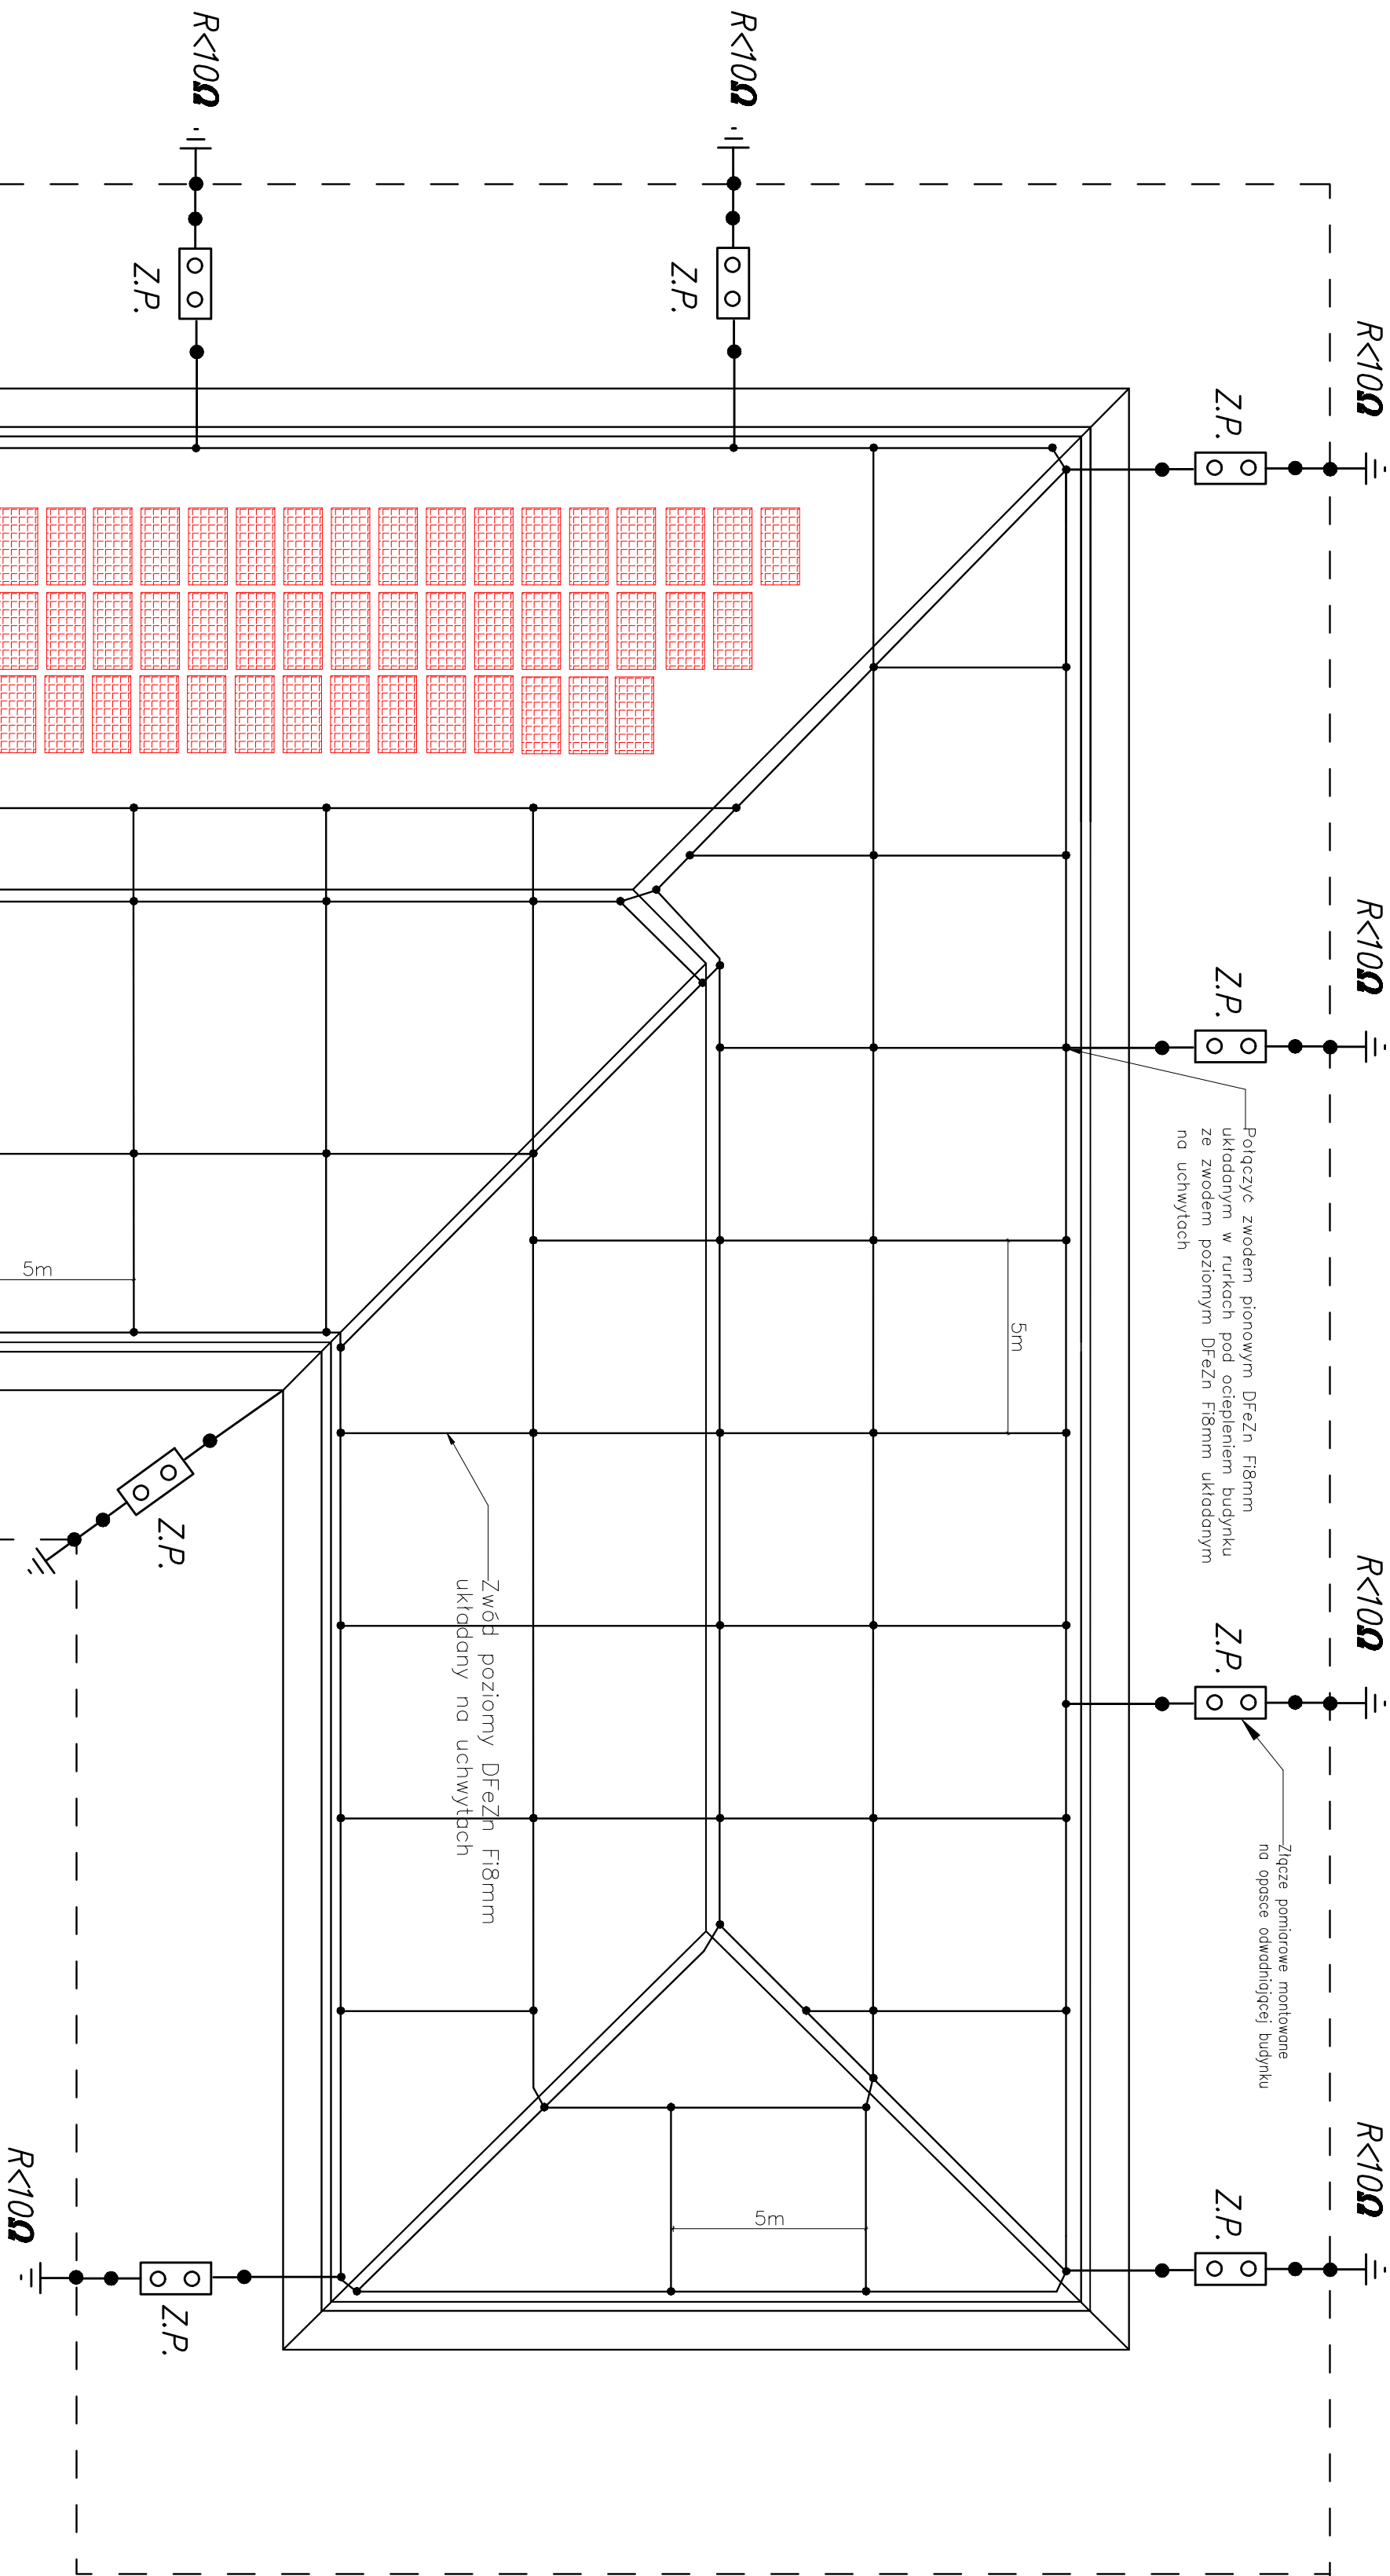 R<10Ω
R<10Ω
R<10Ω
R<10Ω
R<10Ω
R<10Ω
R<10Ω
Z.P.
Z.P.
Z.P.
Z.P.
Z.P.
Z.P.
Z.P.
Z.P.
Połączyć zwodem pionowym DFeZn Fi8mm
układanym w rurkach pod ociepleniem budynku
ze zwodem poziomym DFeZn Fi8mm układanym
na uchwytach
Złącze pomiarowe montowane
na opasce odwadniającej budynku
Zwód poziomy DFeZn Fi8mm
układany na uchwytach
5m
5m
5m